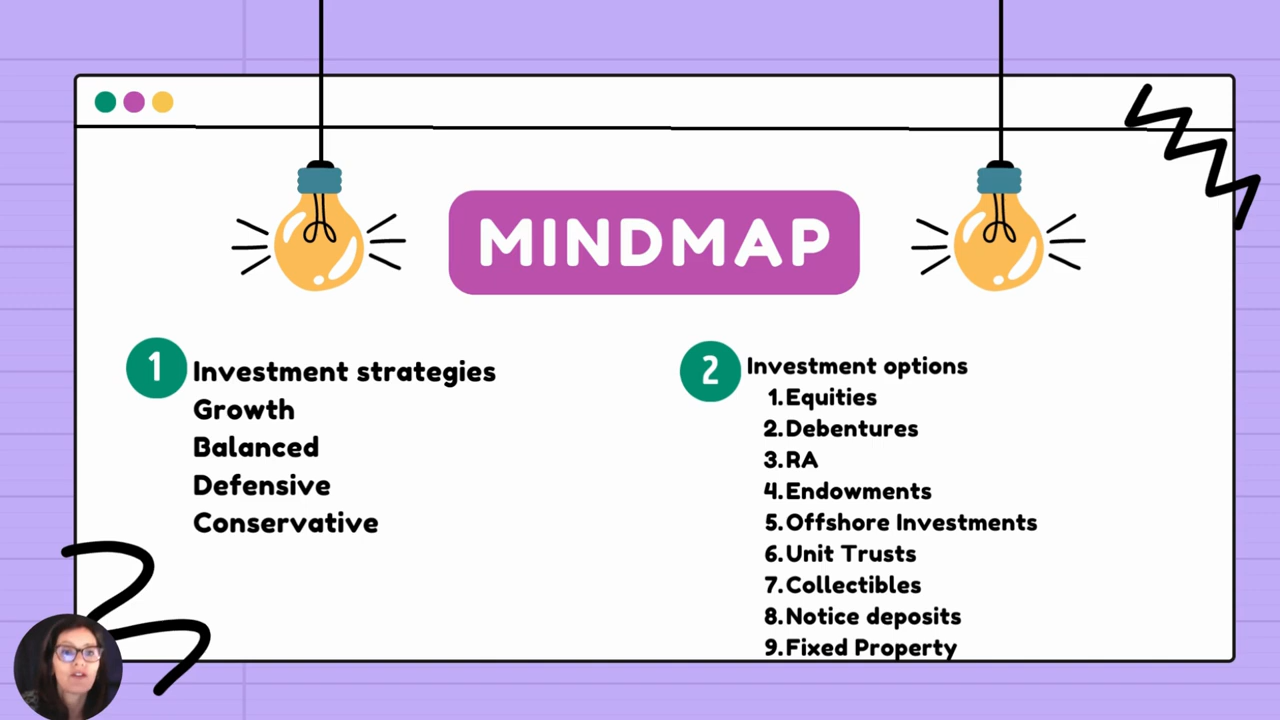 MINDMAP
1
Investment strategies
Growth
Balanced
Defensive
Conservative
2
Investment options
1. Equities
2. Debentures
3. RA
4. Endowments
5. Offshore Investments
6. Unit Trusts
7. Collectibles
8. Notice deposits
9. Fixed Property